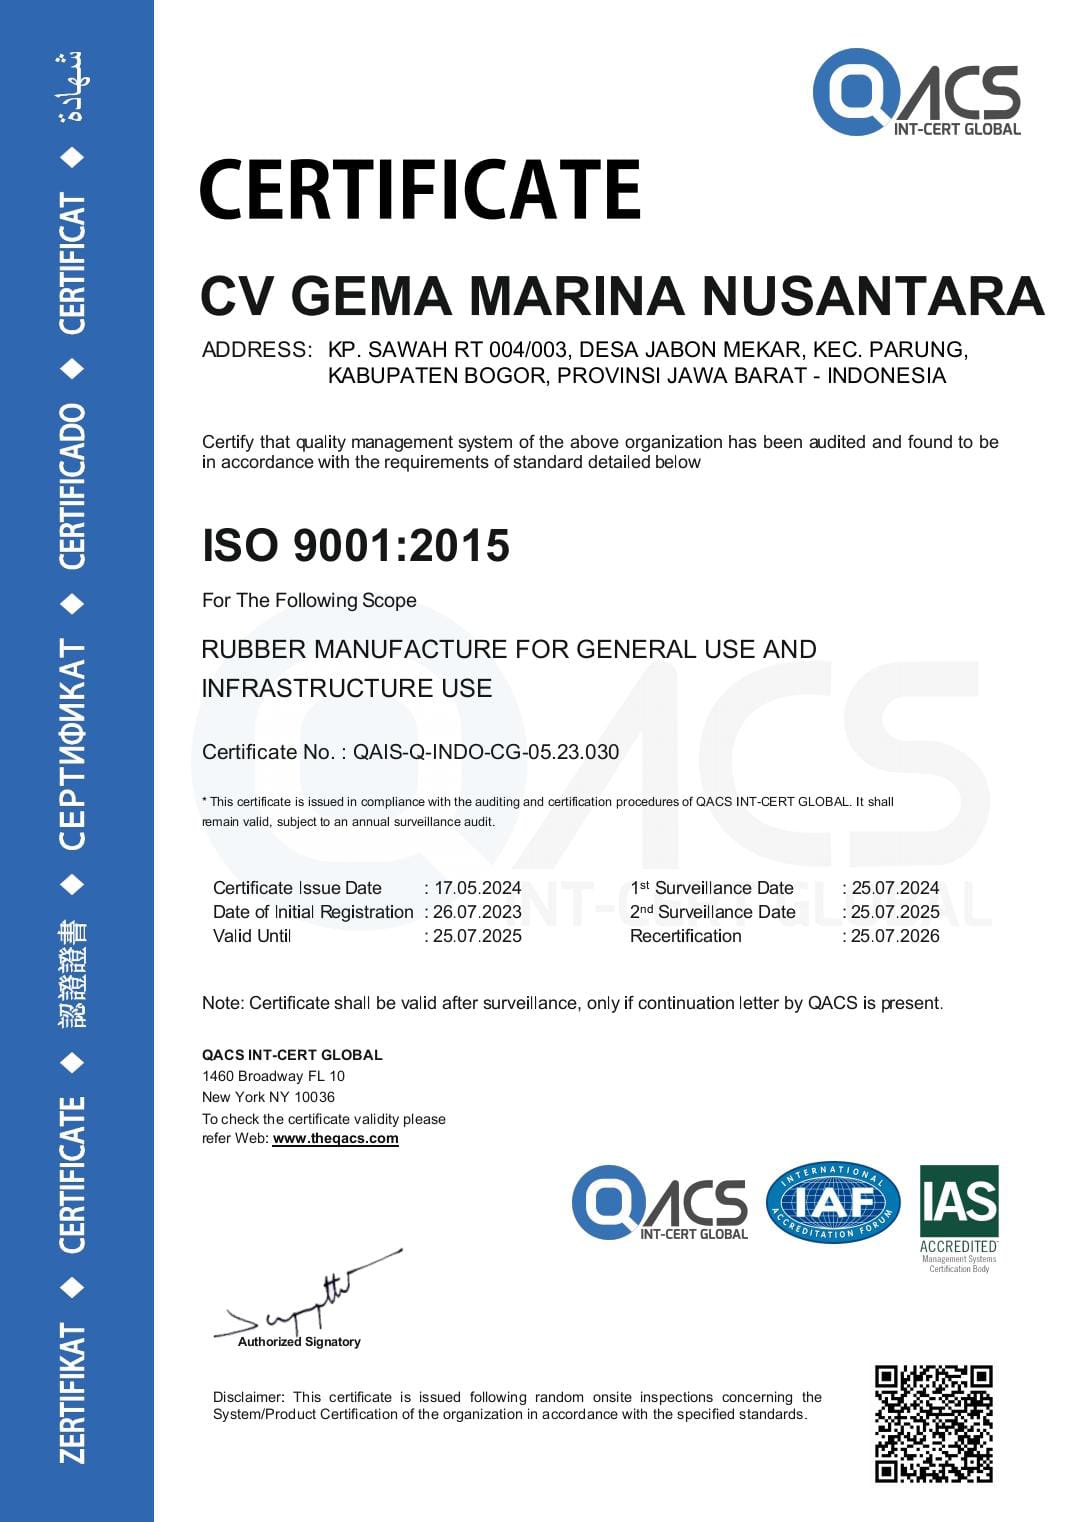 شهادة ◆ CERTIFICAT ◆ CERTIFICADO ◆ СЕРТИФИКАТ ◆ 認證證書 ◆ CERTIFICATE ◆ ZERTIFIKAT
QACS
INT-CERT GLOBAL
CERTIFICATE
CV GEMA MARINA NUSANTARA
ADDRESS: KP. SAWAH RT 004/003, DESA JABON MEKAR, KEC. PARUNG,
KABUPATEN BOGOR, PROVINSI JAWA BARAT - INDONESIA
Certify that quality management system of the above organization has been audited and found to be
in accordance with the requirements of standard detailed below
ISO 9001:2015
For The Following Scope
RUBBER MANUFACTURE FOR GENERAL USE AND
INFRASTRUCTURE USE
Certificate No. : QAIS-Q-INDO-CG-05.23.030
* This certificate is issued in compliance with the auditing and certification procedures of QACS INT-CERT GLOBAL. It shall
remain valid, subject to an annual surveillance audit.
QACS
INT-CERT GLOBAL
Certificate Issue Date : 17.05.2024 1st Surveillance Date : 25.07.2024
Date of Initial Registration : 26.07.2023 2nd Surveillance Date : 25.07.2025
Valid Until : 25.07.2025 Recertification : 25.07.2026
Note: Certificate shall be valid after surveillance, only if continuation letter by QACS is present.
QACS INT-CERT GLOBAL
1460 Broadway FL 10
New York NY 10036
To check the certificate validity please
refer Web: www.theqacs.com
QACS
INT-CERT GLOBAL
INTERNATIONAL
IAF
ACCREDITATION FORUM
IAS
ACCREDITED
Management Systems
Certification Body
Authorized Signatory
Disclaimer: This certificate is issued following random onsite inspections concerning the
System/Product Certification of the organization in accordance with the specified standards.